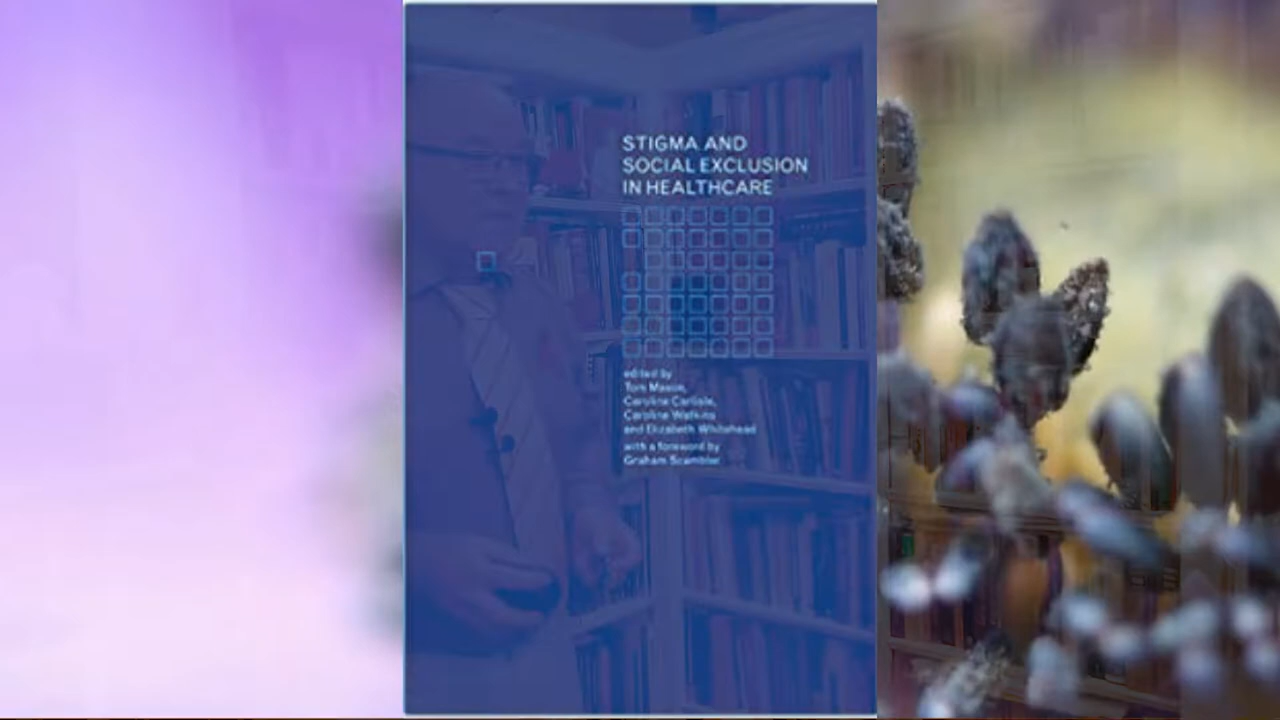 STIGMA AND
SOCIAL EXCLUSION
IN HEALTHCARE
edited by
Tom Mason,
Caroline Carlisle,
Caroline Watkins
and Elizabeth Whitehead
with a foreword by
Graham Scambler